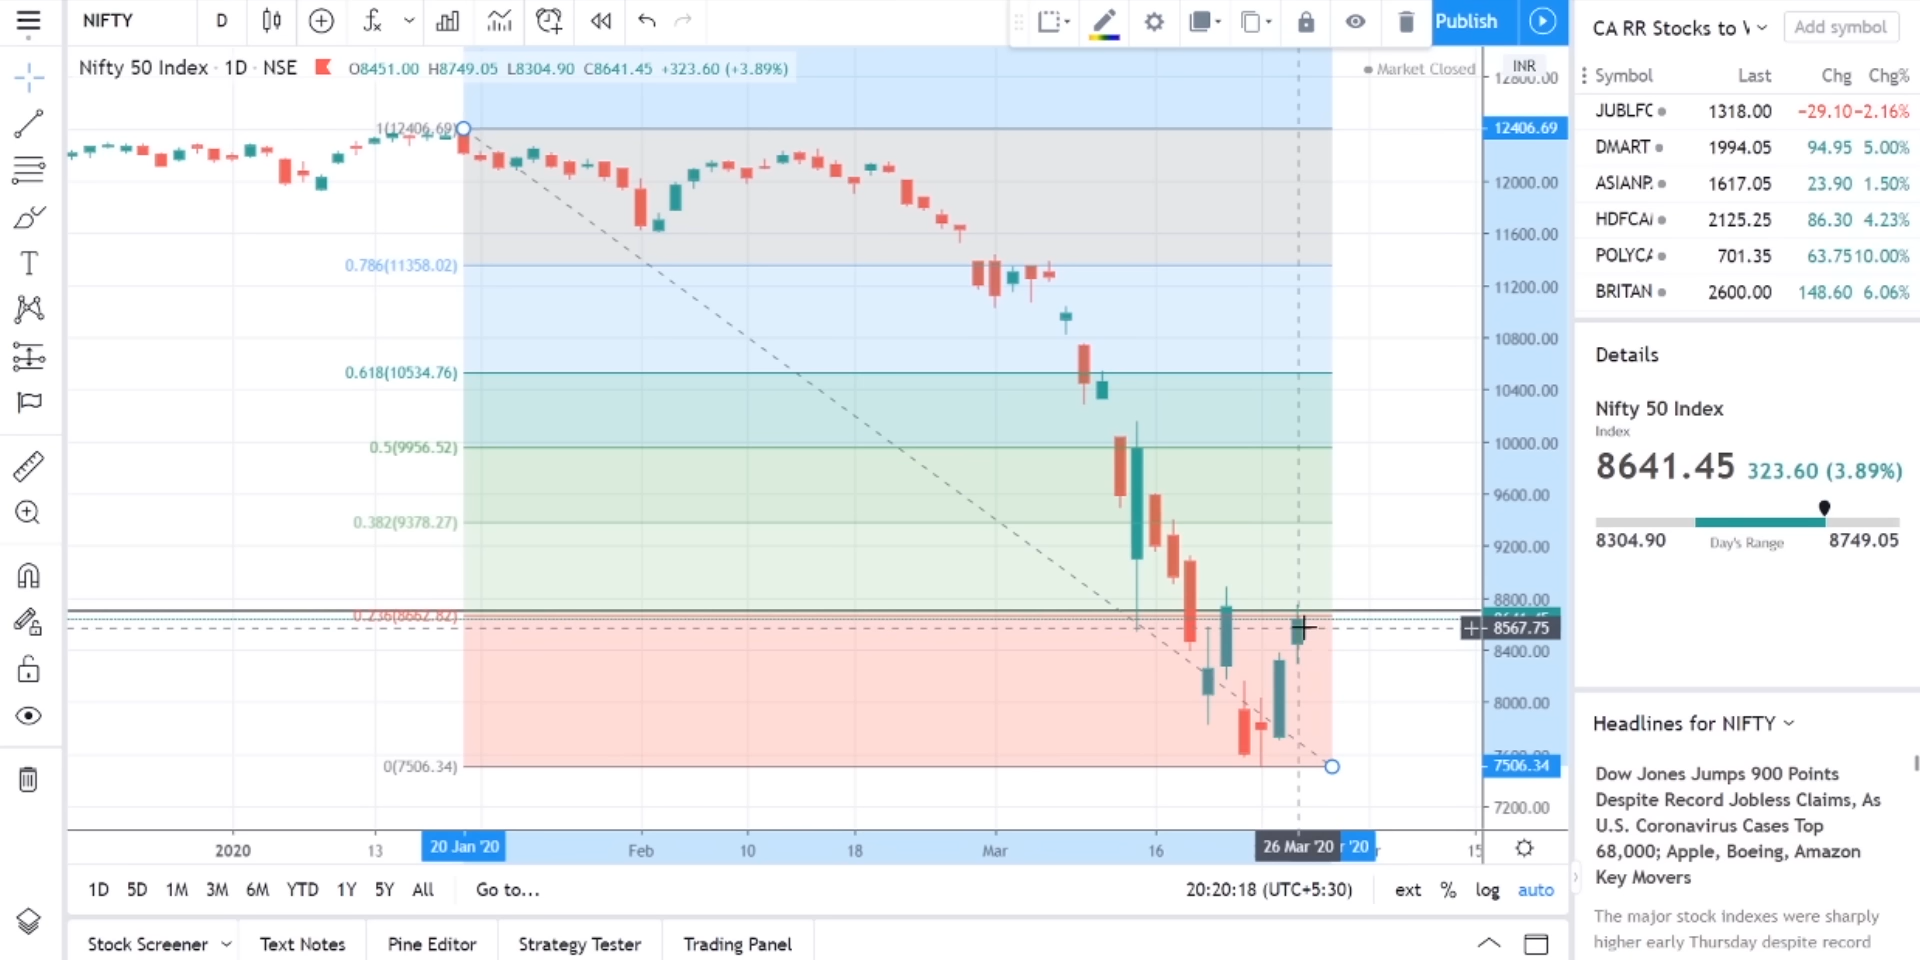 NIFTY D Publish
Nifty 50 Index · 1D · NSE O8451.00 H8749.05 L8304.90 C8641.45 +323.60 (+3.89%)
Market Closed
INR
12800.00
12406.69
12000.00
11600.00
11200.00
10800.00
10400.00
10000.00
9600.00
9200.00
8800.00
8567.75
8400.00
8000.00
7506.34
7200.00
1(12406.69)
0.786(11358.02)
0.618(10534.76)
0.5(9956.52)
0.382(9378.27)
0.236(8662.82)
0(7506.34)
2020 13 20 Jan '20 Feb 10 18 Mar 16 26 Mar '20 r '20 15
1D 5D 1M 3M 6M YTD 1Y 5Y All Go to... 20:20:18 (UTC+5:30) ext % log auto
Stock Screener Text Notes Pine Editor Strategy Tester Trading Panel
CA RR Stocks to Add symbol
Symbol Last Chg Chg%
JUBLFC 1318.00 −29.10 −2.16%
DMART 1994.05 94.95 5.00%
ASIANP. 1617.05 23.90 1.50%
HDFCA 2125.25 86.30 4.23%
POLYCA 701.35 63.75 10.00%
BRITAN 2600.00 148.60 6.06%
Details
Nifty 50 Index
Index
8641.45 323.60 (3.89%)
8304.90 Day's Range 8749.05
Headlines for NIFTY
Dow Jones Jumps 900 Points
Despite Record Jobless Claims, As
U.S. Coronavirus Cases Top
68,000; Apple, Boeing, Amazon
Key Movers
The major stock indexes were sharply
higher early Thursday despite record